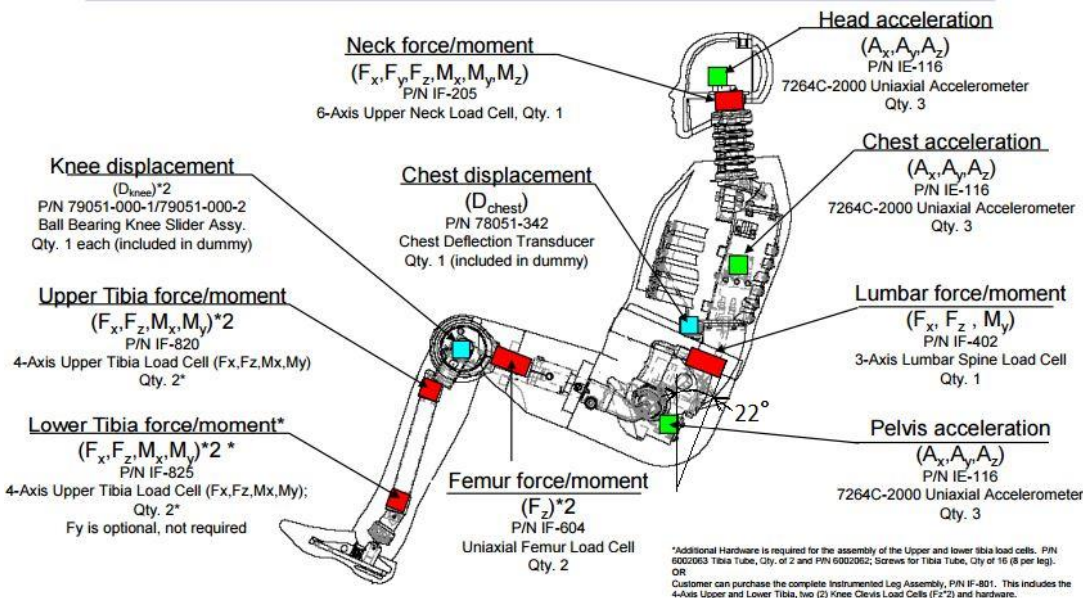 Head acceleration
(Ax,Ay,Az)
P/N IE-116
7264C-2000 Uniaxial Accelerometer
Qty. 3
Neck force/moment
(Fx,Fy,Fz,Mx,My,Mz)
P/N IF-205
6-Axis Upper Neck Load Cell, Qty. 1
Chest acceleration
(Ax,Ay,Az)
P/N IE-116
7264C-2000 Uniaxial Accelerometer
Qty. 3
Knee displacement
(Dknee)*2
P/N 79051-000-1/79051-000-2
Ball Bearing Knee Slider Assy.
Qty. 1 each (included in dummy)
Chest displacement
(Dchest)
P/N 78051-342
Chest Deflection Transducer
Qty. 1 (included in dummy)
Upper Tibia force/moment
(Fx,Fz,Mx,My)*2
P/N IF-820
4-Axis Upper Tibia Load Cell (Fx,Fz,Mx,My)
Qty. 2*
Lumbar force/moment
(Fx, Fz , My)
P/N IF-402
3-Axis Lumbar Spine Load Cell
Qty. 1
22°
Lower Tibia force/moment*
(Fx,Fz,Mx,My)*2 *
P/N IF-825
4-Axis Upper Tibia Load Cell (Fx,Fz,Mx,My);
Qty. 2*
Fy is optional, not required
Femur force/moment
(Fz)*2
P/N IF-604
Uniaxial Femur Load Cell
Qty. 2
Pelvis acceleration
(Ax,Ay,Az)
P/N IE-116
7264C-2000 Uniaxial Accelerometer
Qty. 3
*Additional Hardware is required for the assembly of the Upper and lower tibia load cells. P/N
6002063 Tibia Tube, Qty. of 2 and P/N 6002062; Screws for Tibia Tube, Qty of 16 (8 per leg).
OR
Customer can purchase the complete Instrumented Leg Assembly, P/N IF-801. This includes the
4-Axis Upper and Lower Tibia, two (2) Knee Clevis Load Cells (Fz*2) and hardware.